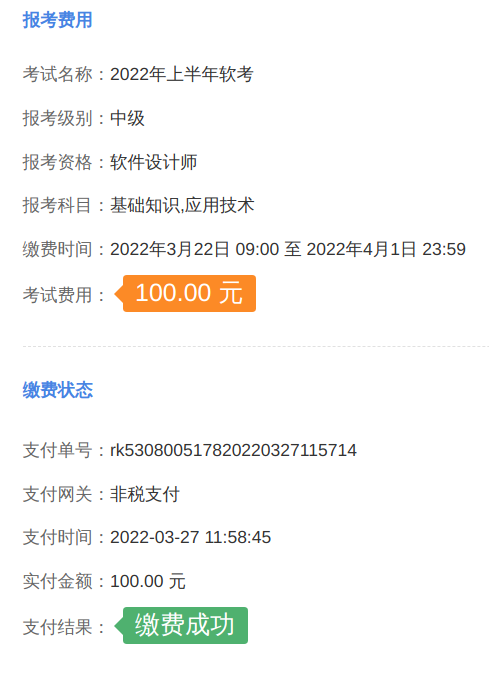 报考费用
考试名称：2022年上半年软考
报考级别：中级
报考资格：软件设计师
报考科目：基础知识,应用技术
缴费时间：2022年3月22日 09:00 至 2022年4月1日 23:59
考试费用：100.00 元
缴费状态
支付单号：rk530800517820220327115714
支付网关：非税支付
支付时间：2022-03-27 11:58:45
实付金额：100.00 元
支付结果：缴费成功